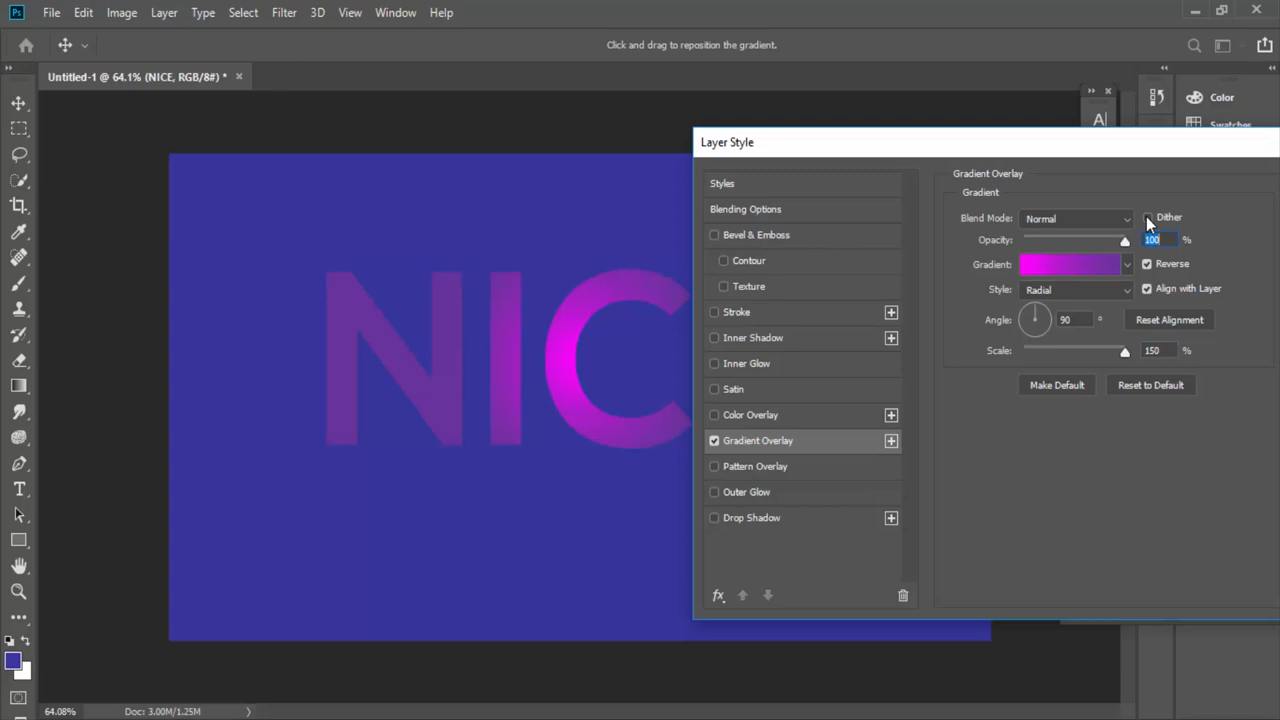 Ps File Edit Image Layer Type Select Filter 3D View Window Help
Click and drag to reposition the gradient.
Untitled-1 @ 64.1% (NICE, RGB/8#) * ×
Color
Swatches
A|
Layer Style
Styles
Blending Options
Bevel & Emboss
Contour
Texture
Stroke
Inner Shadow
Inner Glow
Satin
Color Overlay
Gradient Overlay
Pattern Overlay
Outer Glow
Drop Shadow
fx
Gradient Overlay
Gradient
Blend Mode: Normal Dither
Opacity: 100 %
Gradient: Reverse
Style: Radial Align with Layer
Angle: 90 ° Reset Alignment
Scale: 150 %
Make Default Reset to Default
NIC
T
64.08% Doc: 3.00M/1.25M